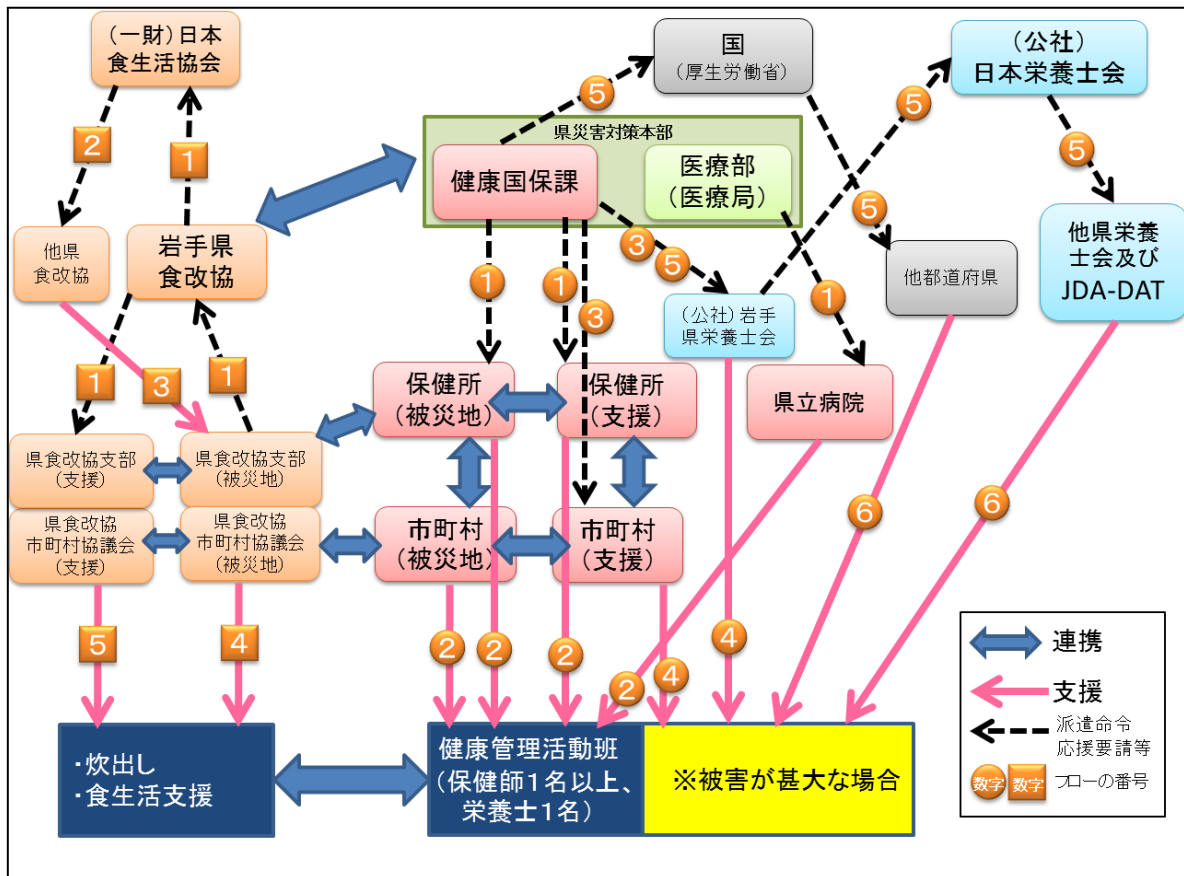 (一財)日本
食生活協会
国
(厚生労働省)
(公社)
日本栄養士会
5
5
5
2
1
県災害対策本部
健康国保課
医療部
(医療局)
他県
食改協
岩手県
食改協
3
5
5
他県栄養
士会及び
JDA-DAT
他都道府県
1
1
3
1
(公社)岩手
県栄養士会
1
3
1
保健所
(被災地)
保健所
(支援)
県立病院
県食改協支部
(支援)
県食改協支部
(被災地)
県食改協
市町村協議会
(支援)
県食改協
市町村協議会
(被災地)
市町村
(被災地)
市町村
(支援)
6
6
5
4
2
2
2
2
4
4
・炊出し
・食生活支援
健康管理活動班
(保健師1名以上、
栄養士1名)
※被害が甚大な場合
連携
支援
派遣命令
応援要請等
数字
数字
フローの番号